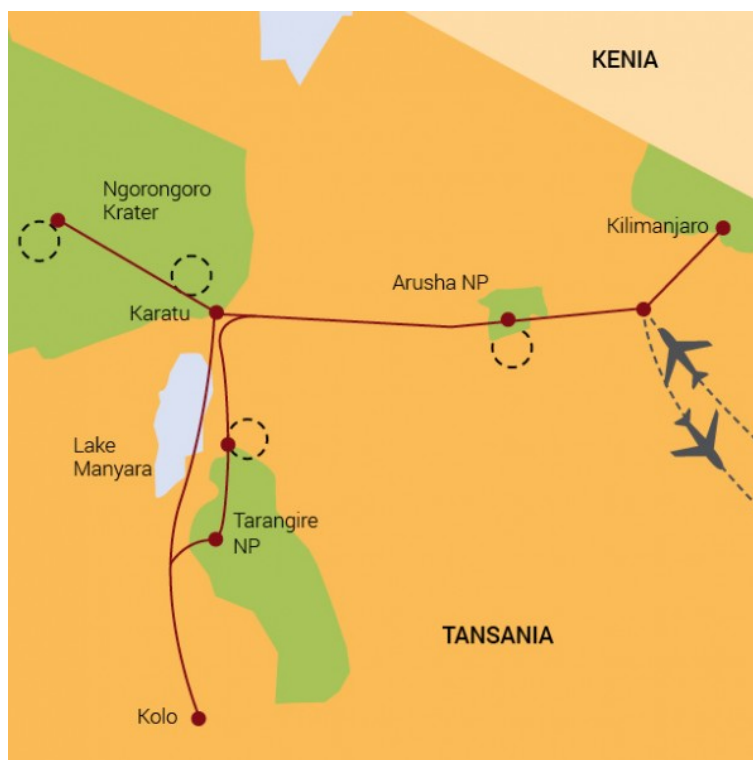 KENIA
Ngorongoro
Krater
Kilimanjaro
Arusha NP
Karatu
Lake
Manyara
Tarangire
NP
TANSANIA
Kolo